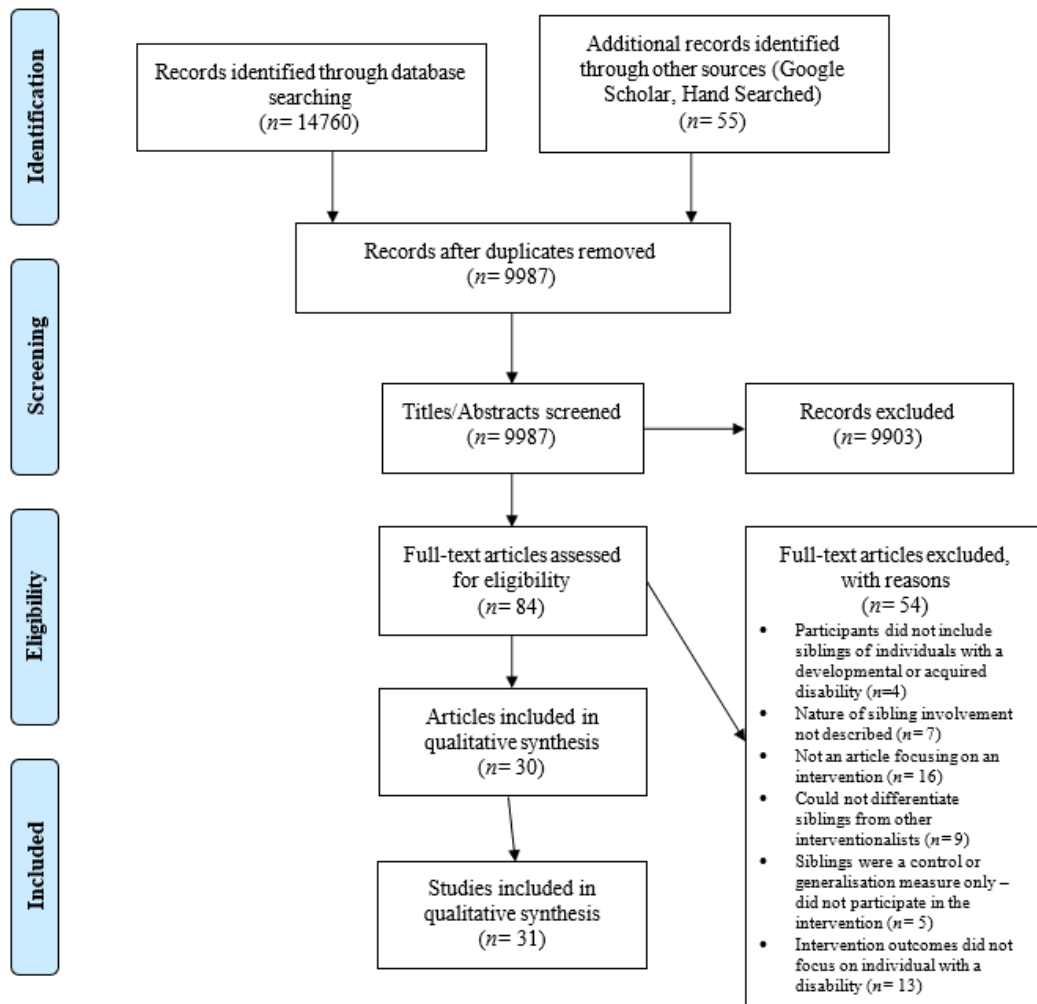 Identification
Records identified through database
searching
(n= 14760)
Additional records identified
through other sources (Google
Scholar, Hand Searched)
(n= 55)
Records after duplicates removed
(n= 9987)
Screening
Titles/Abstracts screened
(n= 9987)
Records excluded
(n= 9903)
Eligibility
Full-text articles assessed
for eligibility
(n= 84)
Full-text articles excluded,
with reasons
(n= 54)
• Participants did not include
siblings of individuals with a
developmental or acquired
disability (n=4)
• Nature of sibling involvement
not described (n= 7)
• Not an article focusing on an
intervention (n= 16)
• Could not differentiate
siblings from other
interventionalists (n= 9)
• Siblings were a control or
generalisation measure only –
did not participate in the
intervention (n= 5)
• Intervention outcomes did not
focus on individual with a
disability (n= 13)
Articles included in
qualitative synthesis
(n= 30)
Included
Studies included in
qualitative synthesis
(n= 31)